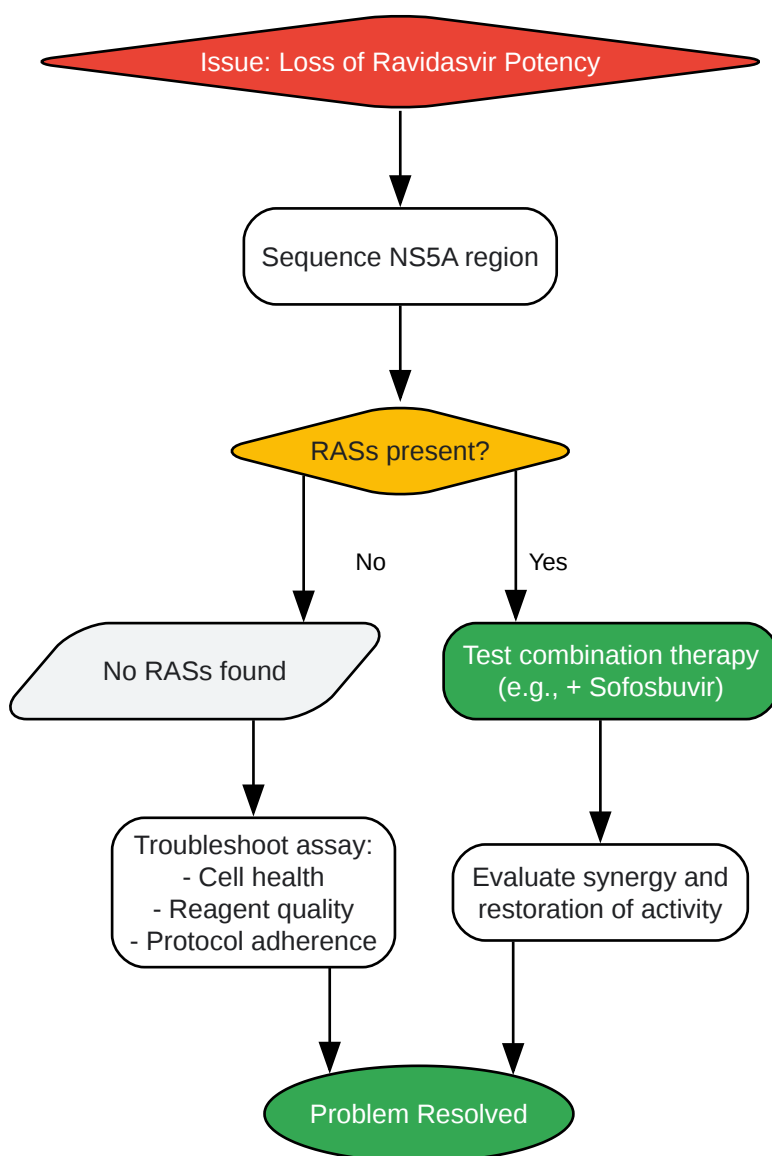 Issue: Loss of Ravidasvir Potency
Sequence NS5A region
RASs present?
No
Yes
No RASs found
Test combination therapy
(e.g., + Sofosbuvir)
Troubleshoot assay:
- Cell health
- Reagent quality
- Protocol adherence
Evaluate synergy and
restoration of activity
Problem Resolved